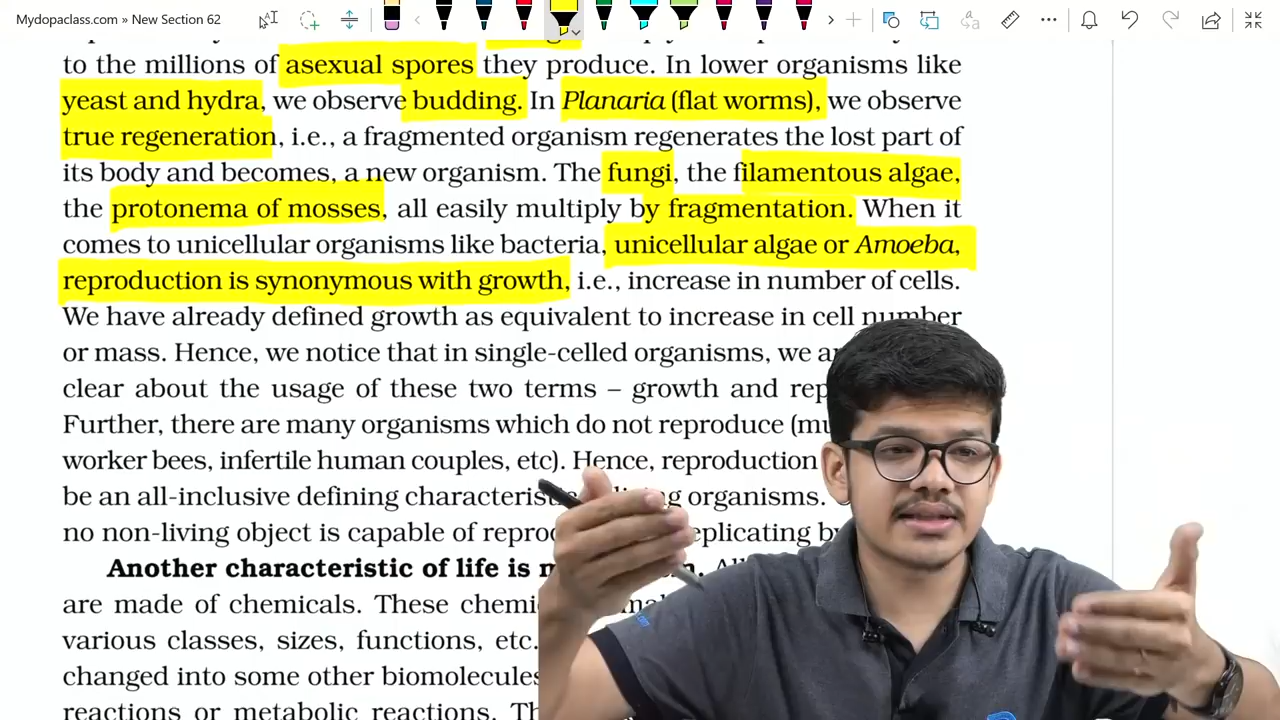 Mydopaclass.com » New Section 62
to the millions of asexual spores they produce. In lower organisms like
yeast and hydra, we observe budding. In Planaria (flat worms), we observe
true regeneration, i.e., a fragmented organism regenerates the lost part of
its body and becomes, a new organism. The fungi, the filamentous algae,
the protonema of mosses, all easily multiply by fragmentation. When it
comes to unicellular organisms like bacteria, unicellular algae or Amoeba,
reproduction is synonymous with growth, i.e., increase in number of cells.
We have already defined growth as equivalent to increase in cell number
or mass. Hence, we notice that in single-celled organisms, we
clear about the usage of these two terms – growth and
Further, there are many organisms which do not reproduce
worker bees, infertile human couples, etc). Hence, reproduction
be an all-inclusive defining organisms.
no non-living object is capable of
Another characteristic of life is
are made of chemicals. These
various classes, sizes, functions, etc.
changed into some other biomolecules
reactions or metabolic reactions.